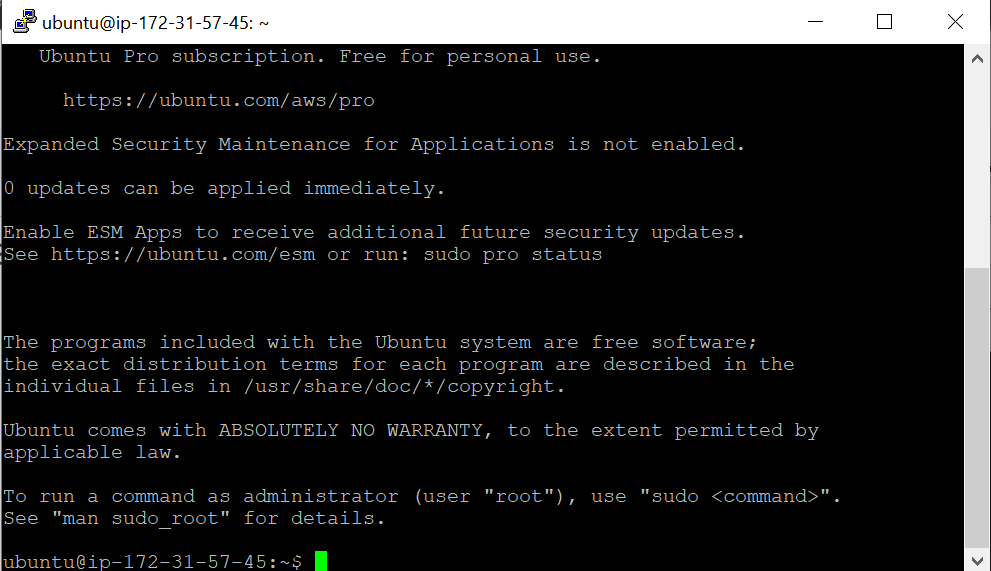 ubuntu@ip-172-31-57-45: ~
Ubuntu Pro subscription. Free for personal use.
https://ubuntu.com/aws/pro
Expanded Security Maintenance for Applications is not enabled.
0 updates can be applied immediately.
Enable ESM Apps to receive additional future security updates.
See https://ubuntu.com/esm or run: sudo pro status
The programs included with the Ubuntu system are free software;
the exact distribution terms for each program are described in the
individual files in /usr/share/doc/*/copyright.
Ubuntu comes with ABSOLUTELY NO WARRANTY, to the extent permitted by
applicable law.
To run a command as administrator (user "root"), use "sudo <command>".
See "man sudo_root" for details.
ubuntu@ip-172-31-57-45:~$